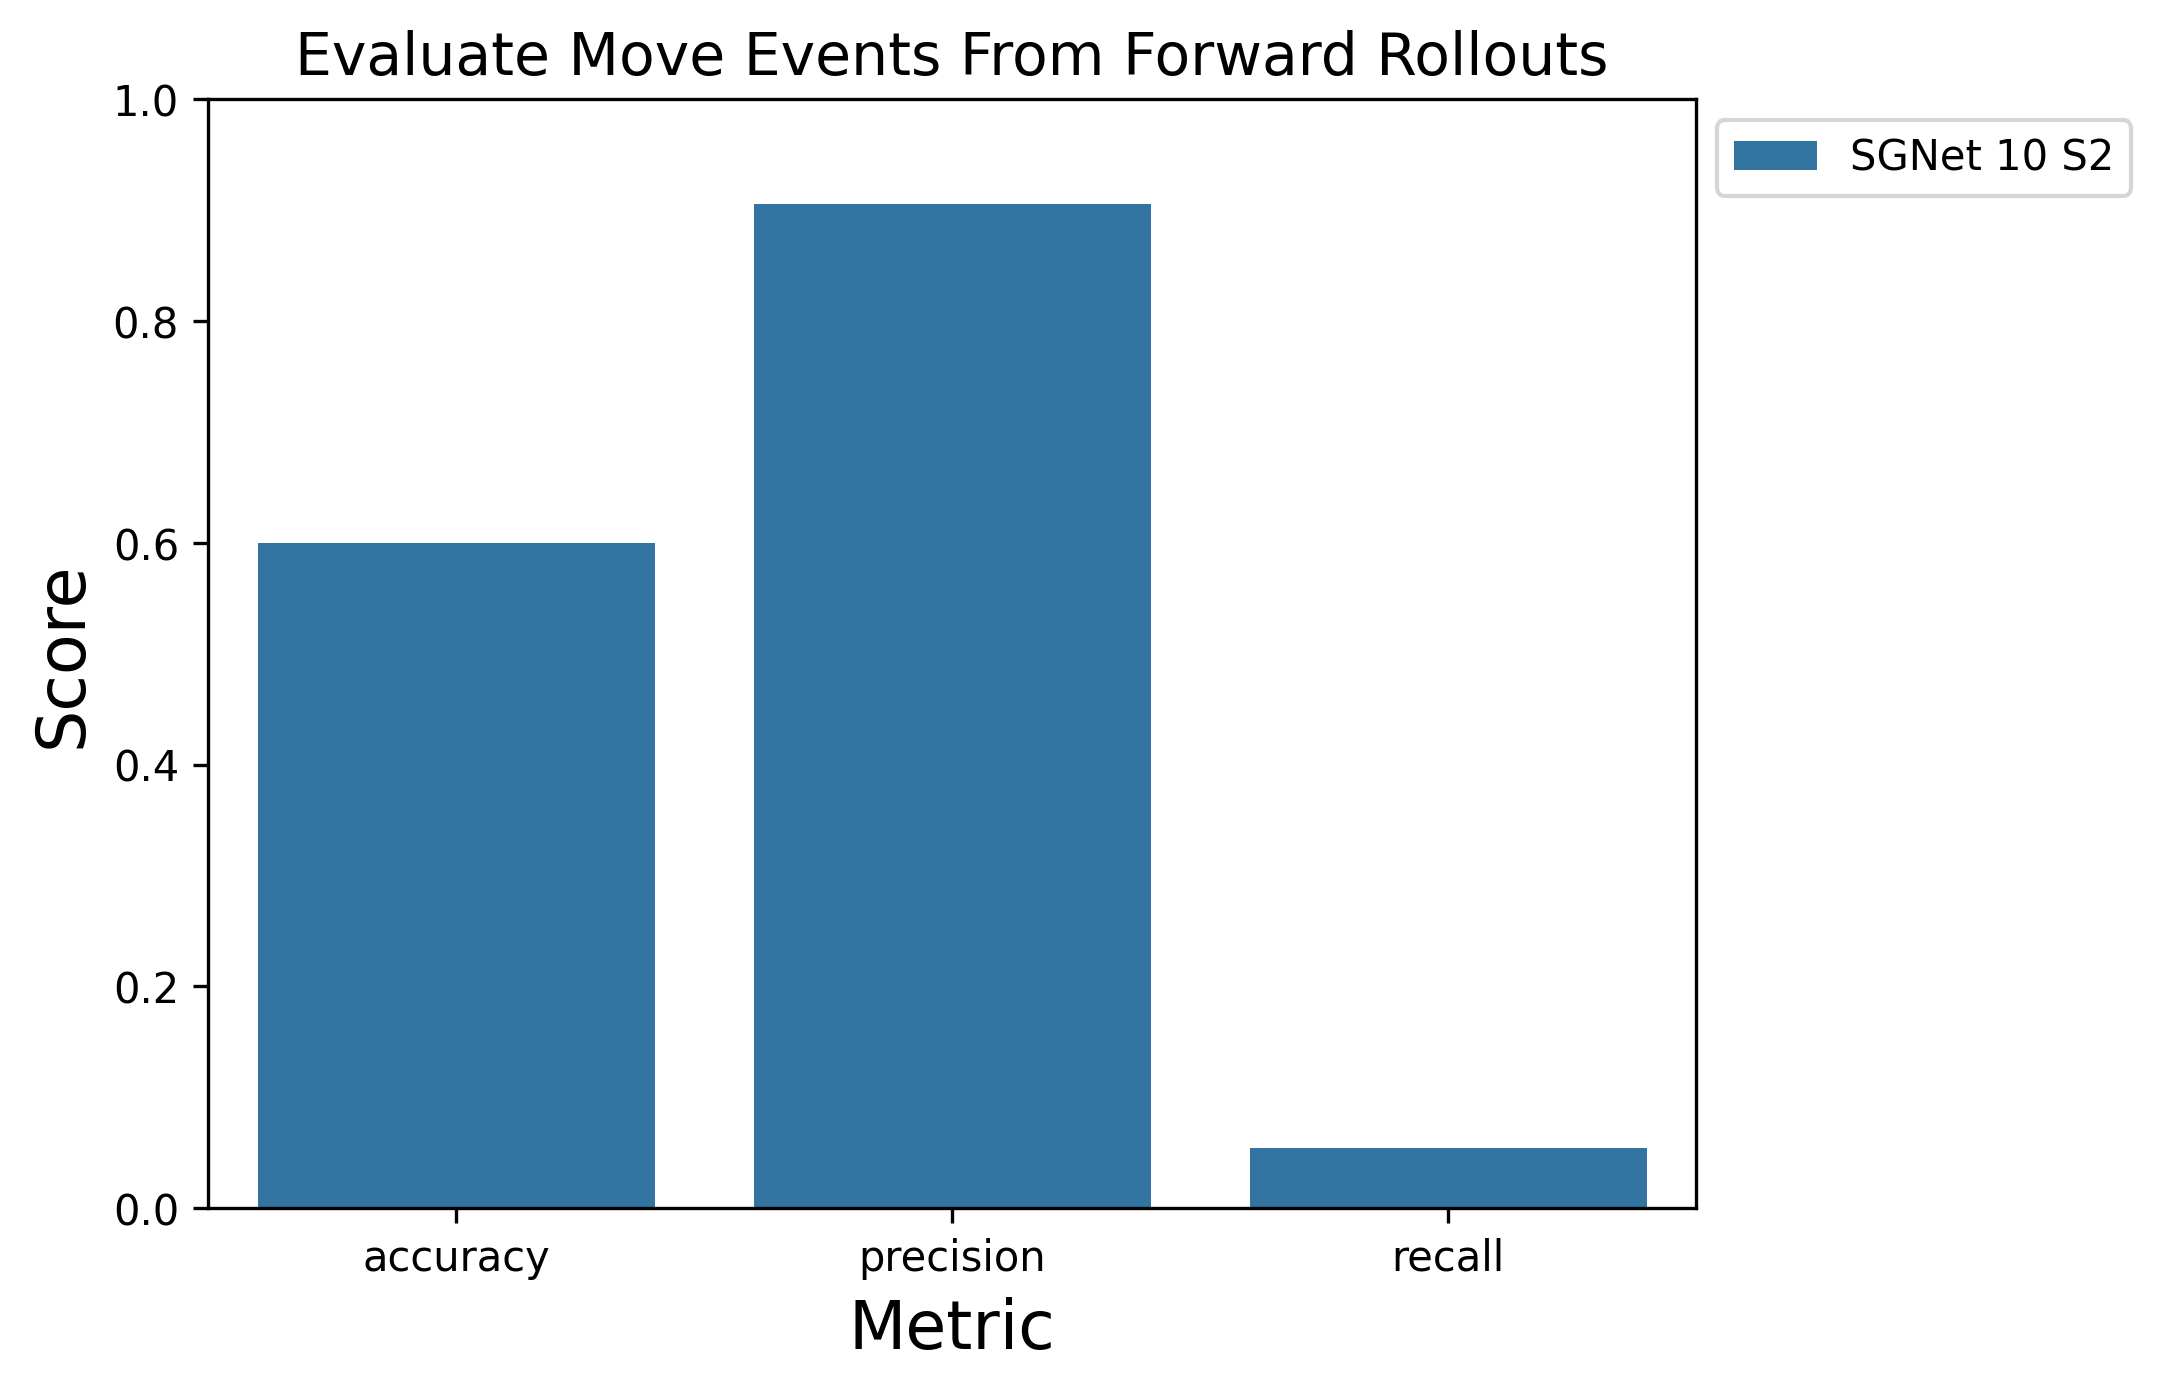 Evaluate Move Events From Forward Rollouts
1.0
0.8
0.6
0.4
0.2
0.0
Score
accuracy precision recall
Metric
SGNet 10 S2